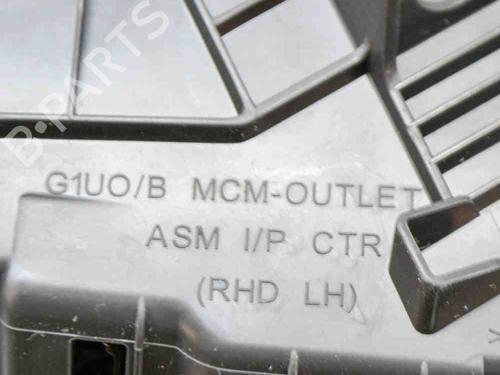 B-PARTS
G1UO/B MCM-OUTLET
ASM I/P CTR
(RHD LH)